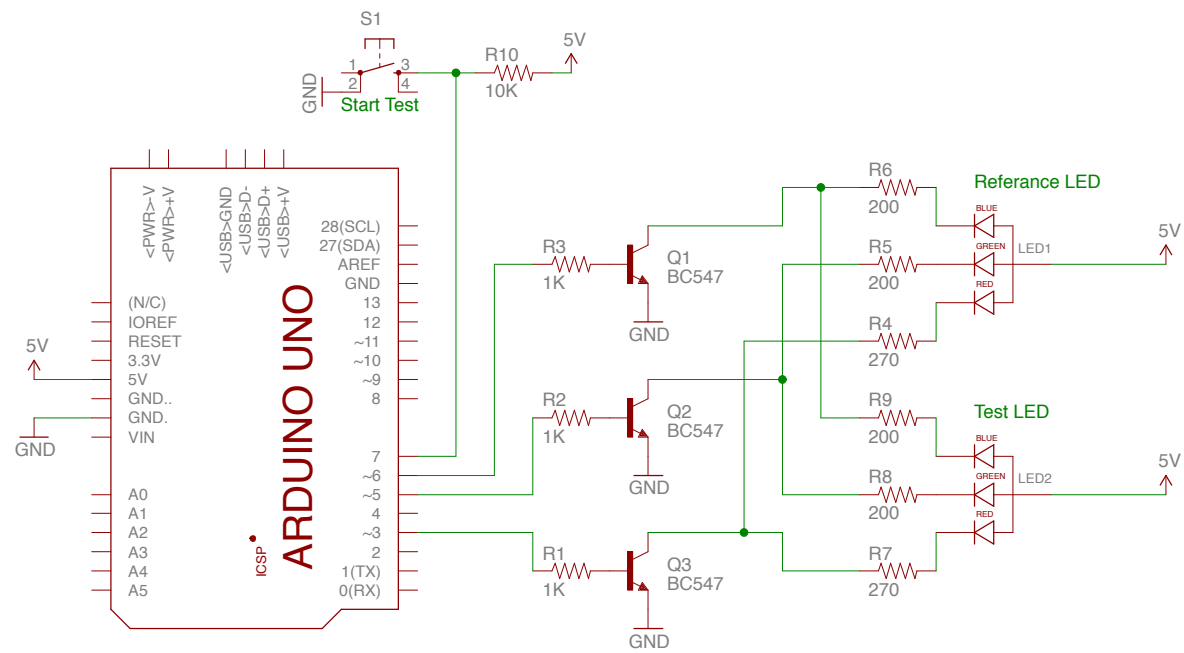 S1
1
3
2
4
GND
Start Test
R10
10K
5V
<PWR>-V
<PWR>+V
<USB>GND
<USB>D-
<USB>D+
<USB>+V
ARDUINO UNO
ICSP
(N/C)
IOREF
RESET
3.3V
5V
GND..
GND.
VIN
A0
A1
A2
A3
A4
A5
5V
GND
28(SCL)
27(SDA)
AREF
GND
13
12
~11
~10
~9
8
7
~6
~5
4
~3
2
1(TX)
0(RX)
R3
1K
Q1
BC547
GND
R2
1K
Q2
BC547
GND
R1
1K
Q3
BC547
GND
R6
200
R5
200
R4
270
Referance LED
BLUE
GREEN
RED
LED1
5V
R9
200
R8
200
R7
270
Test LED
BLUE
GREEN
RED
LED2
5V